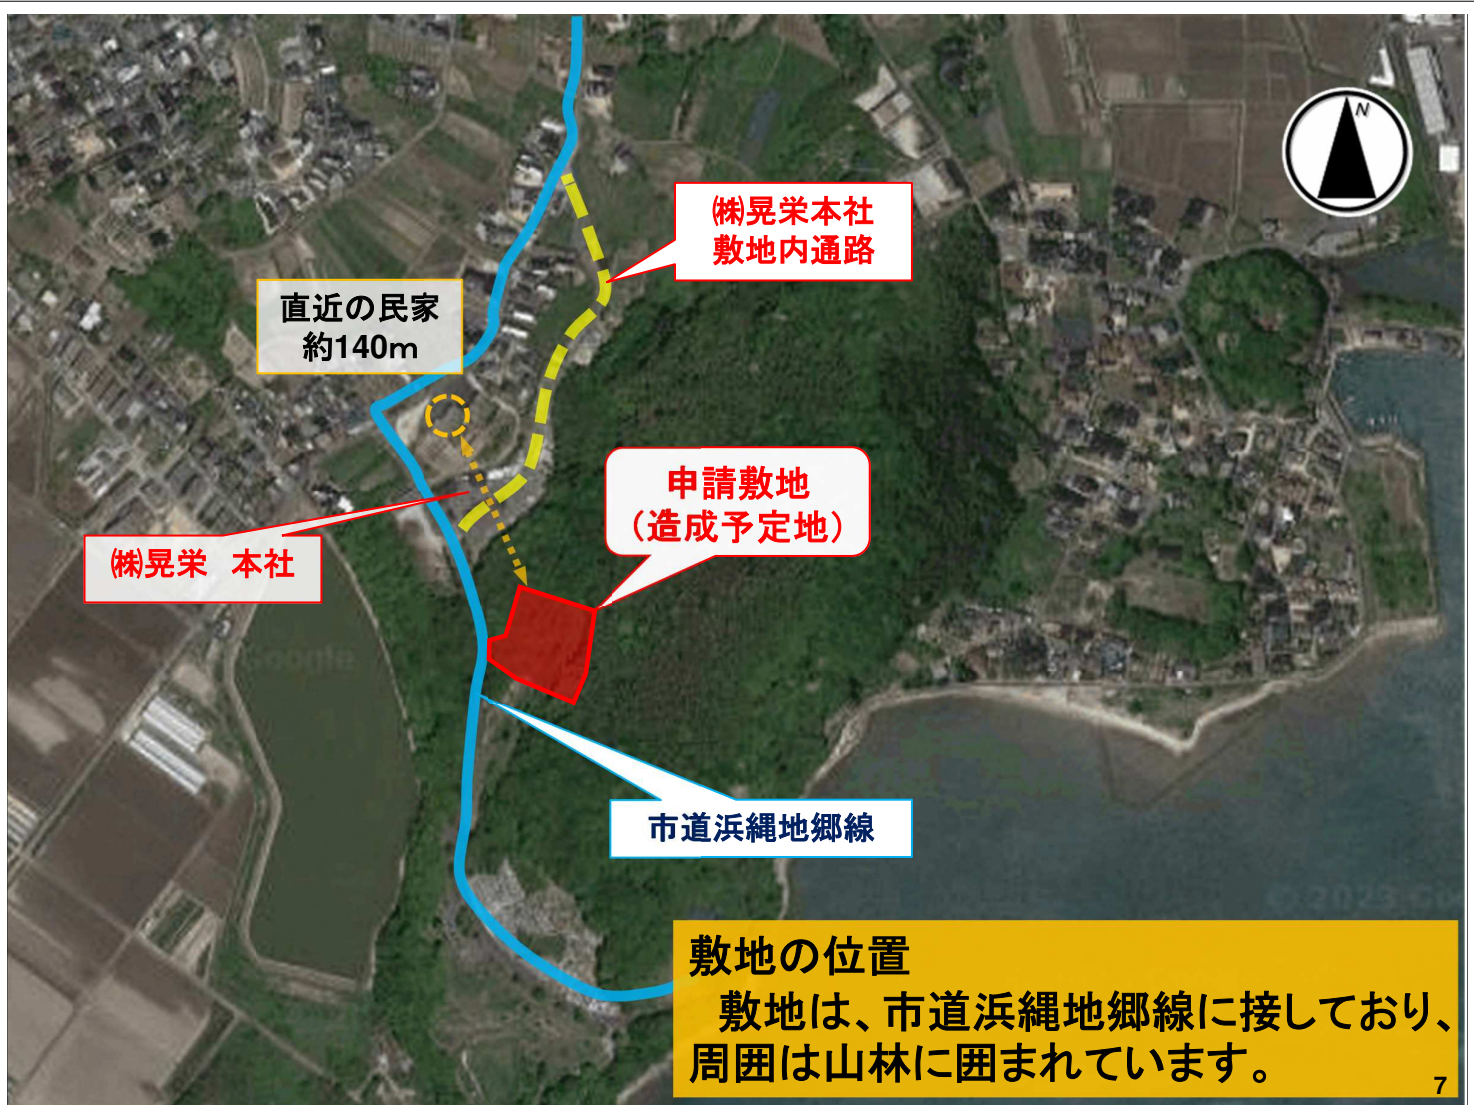 N
㈱晃栄本社
敷地内通路
直近の民家
約140ｍ
申請敷地
（造成予定地）
㈱晃栄　本社
Google
市道浜縄地郷線
© 2023 G
敷地の位置
敷地は、市道浜縄地郷線に接しており、
周囲は山林に囲まれています。
7